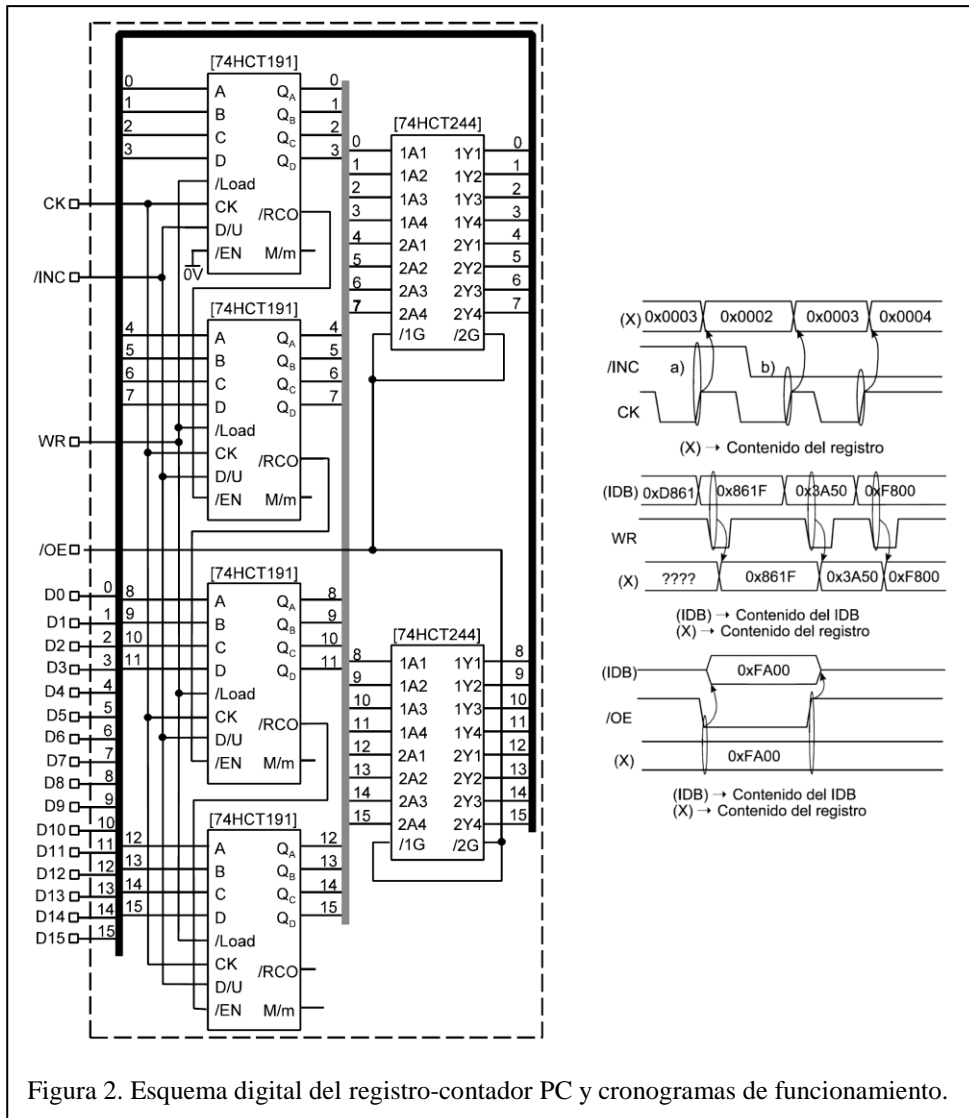 [74HCT191]
0 A QA 0
1 B QB 1
2 C QC 2
3 D QD 3
/Load
CK CK /RCO
D/U
/EN M/m
0V
/INC
[74HCT244]
0 1A1 1Y1 0
1 1A2 1Y2 1
2 1A3 1Y3 2
3 1A4 1Y4 3
4 2A1 2Y1 4
5 2A2 2Y2 5
6 2A3 2Y3 6
7 2A4 2Y4 7
/1G /2G
[74HCT191]
4 A QA 4
5 B QB 5
6 C QC 6
7 D QD 7
/Load
WR CK /RCO
D/U
/EN M/m
/OE
[74HCT191]
8 A QA 8
9 B QB 9
10 C QC 10
11 D QD 11
/Load
CK /RCO
D/U
/EN M/m
[74HCT244]
8 1A1 1Y1 8
9 1A2 1Y2 9
10 1A3 1Y3 10
11 1A4 1Y4 11
12 2A1 2Y1 12
13 2A2 2Y2 13
14 2A3 2Y3 14
15 2A4 2Y4 15
/1G /2G
[74HCT191]
12 A QA 12
13 B QB 13
14 C QC 14
15 D QD 15
/Load
CK /RCO
D/U
/EN M/m
D0 0
D1 1
D2 2
D3 3
D4 4
D5 5
D6 6
D7 7
D8 8
D9 9
D10 10
D11 11
D12 12
D13 13
D14 14
D15 15
(X) 0x0003 0x0002 0x0003 0x0004
/INC a) b)
CK
(X) → Contenido del registro
(IDB) 0xD861 0x861F 0x3A50 0xF800
WR
(X) ???? 0x861F 0x3A50 0xF800
(IDB) → Contenido del IDB
(X) → Contenido del registro
(IDB) 0xFA00
/OE
(X) 0xFA00
(IDB) → Contenido del IDB
(X) → Contenido del registro
Figura 2. Esquema digital del registro-contador PC y cronogramas de funcionamiento.